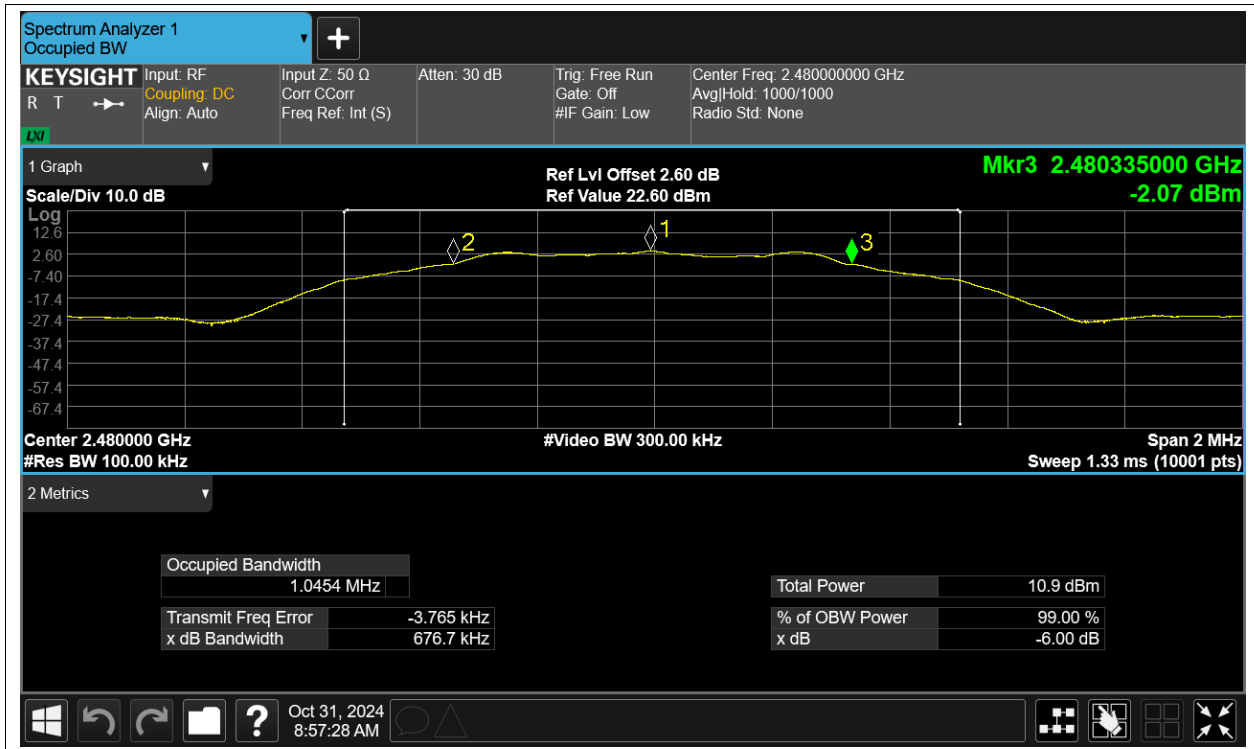 Spectrum Analyzer 1
Occupied BW
KEYSIGHT
R T
LXI
Input: RF
Coupling: DC
Align: Auto
Input Z: 50 Ω
Corr CCorr
Freq Ref: Int (S)
Atten: 30 dB
Trig: Free Run
Gate: Off
#IF Gain: Low
Center Freq: 2.480000000 GHz
Avg|Hold: 1000/1000
Radio Std: None
1 Graph
Scale/Div 10.0 dB
Ref Lvl Offset 2.60 dB
Ref Value 22.60 dBm
Mkr3 2.480335000 GHz
-2.07 dBm
Log
12.6
2.60
-7.40
-17.4
-27.4
-37.4
-47.4
-57.4
-67.4
2
1
3
Center 2.480000 GHz
#Res BW 100.00 kHz
#Video BW 300.00 kHz
Span 2 MHz
Sweep 1.33 ms (10001 pts)
2 Metrics
Occupied Bandwidth
1.0454 MHz
Transmit Freq Error -3.765 kHz
x dB Bandwidth 676.7 kHz
Total Power 10.9 dBm
% of OBW Power 99.00 %
x dB -6.00 dB
?
Oct 31, 2024
8:57:28 AM